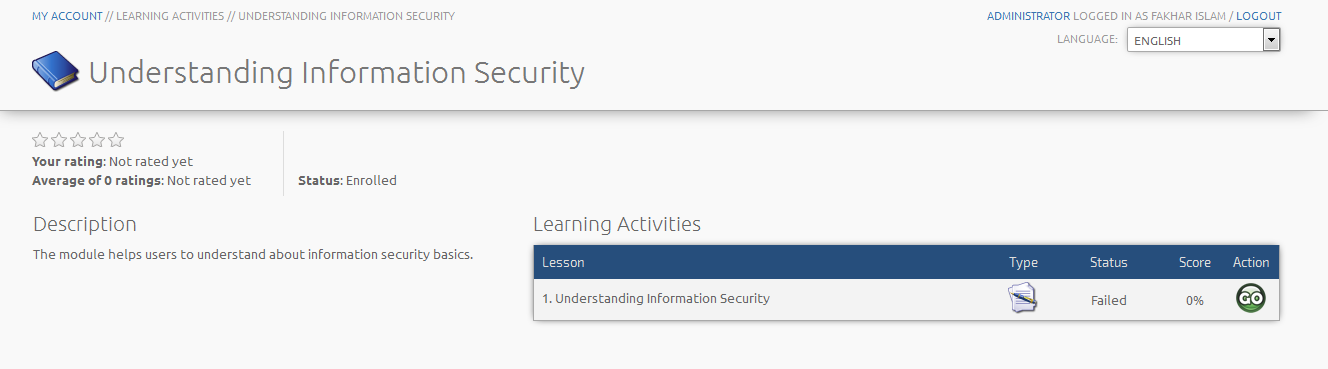 MY ACCOUNT // LEARNING ACTIVITIES // UNDERSTANDING INFORMATION SECURITY
ADMINISTRATOR LOGGED IN AS FAKHAR ISLAM / LOGOUT
LANGUAGE: ENGLISH
Understanding Information Security
Your rating: Not rated yet
Average of 0 ratings: Not rated yet
Status: Enrolled
Description
The module helps users to understand about information security basics.
Learning Activities
Lesson Type Status Score Action
1. Understanding Information Security Failed 0% GO